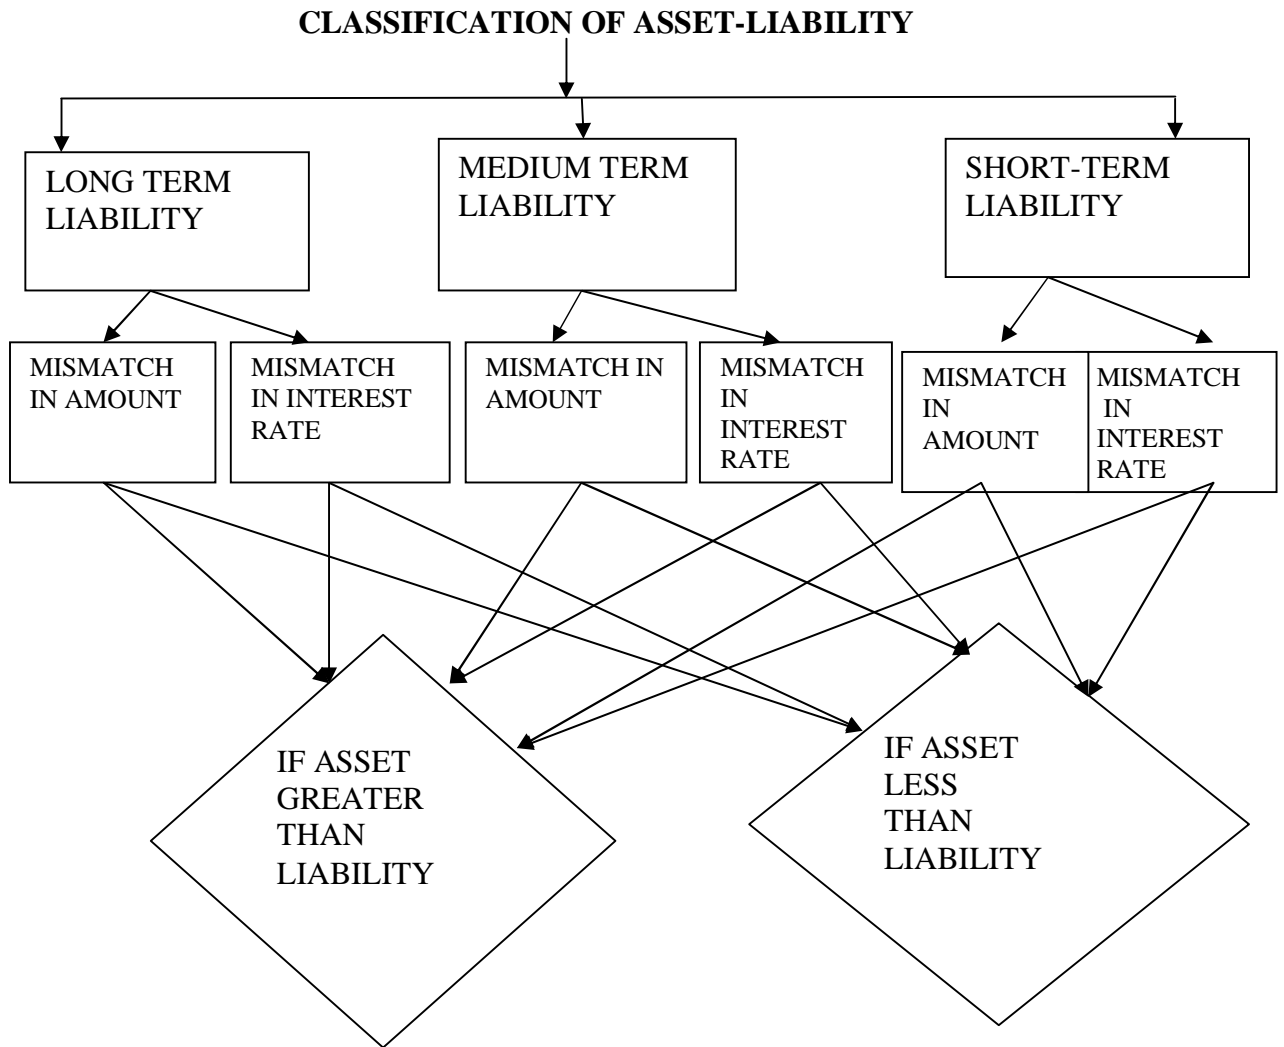 CLASSIFICATION OF ASSET-LIABILITY
LONG TERM
LIABILITY
MEDIUM TERM
LIABILITY
SHORT-TERM
LIABILITY
MISMATCH
IN AMOUNT
MISMATCH
IN INTEREST
RATE
MISMATCH IN
AMOUNT
MISMATCH
IN
INTEREST
RATE
MISMATCH
IN
AMOUNT
MISMATCH
IN
INTEREST
RATE
IF ASSET
GREATER
THAN
LIABILITY
IF ASSET
LESS
THAN
LIABILITY